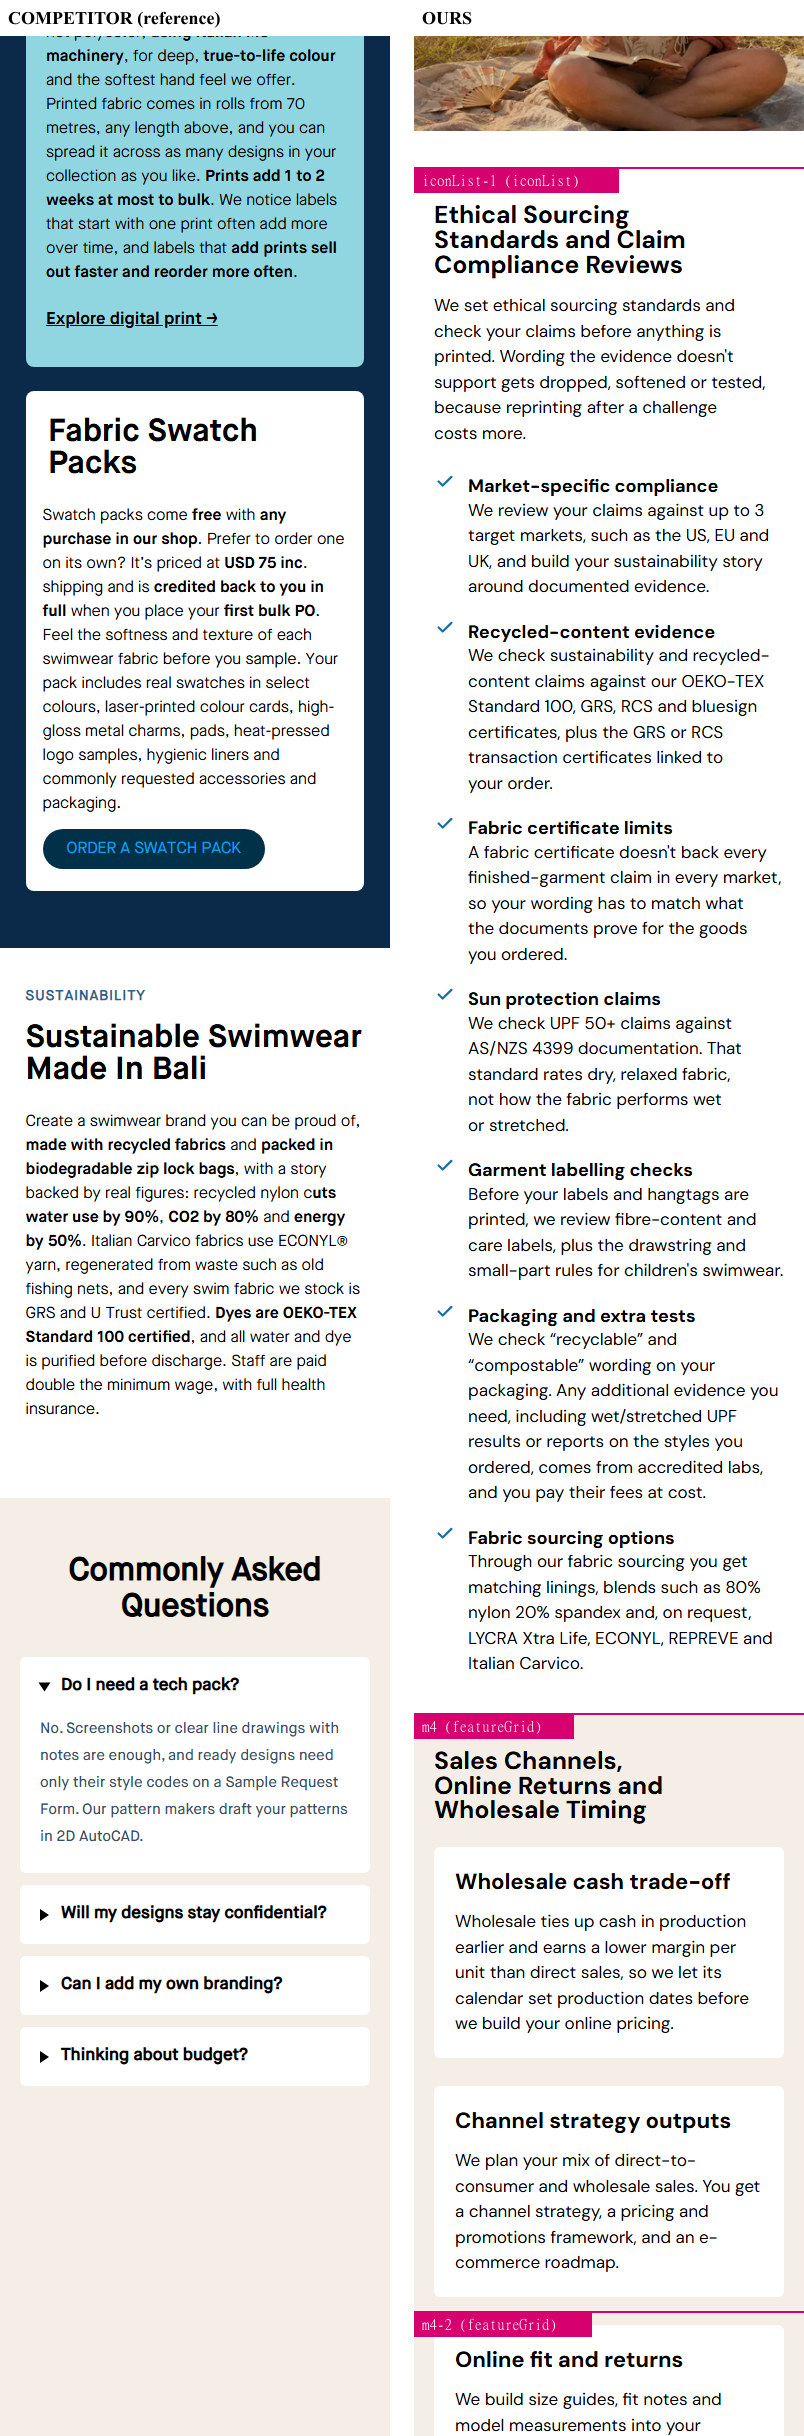 COMPETITOR (reference)
machinery, for deep, true-to-life colour
and the softest hand feel we offer.
Printed fabric comes in rolls from 70
metres, any length above, and you can
spread it across as many designs in your
collection as you like. Prints add 1 to 2
weeks at most to bulk. We notice labels
that start with one print often add more
over time, and labels that add prints sell
out faster and reorder more often.
Explore digital print →
Fabric Swatch
Packs
Swatch packs come free with any
purchase in our shop. Prefer to order one
on its own? It's priced at USD 75 inc.
shipping and is credited back to you in
full when you place your first bulk PO.
Feel the softness and texture of each
swimwear fabric before you sample. Your
pack includes real swatches in select
colours, laser-printed colour cards, high-
gloss metal charms, pads, heat-pressed
logo samples, hygienic liners and
commonly requested accessories and
packaging.
ORDER A SWATCH PACK
SUSTAINABILITY
Sustainable Swimwear
Made In Bali
Create a swimwear brand you can be proud of,
made with recycled fabrics and packed in
biodegradable zip lock bags, with a story
backed by real figures: recycled nylon cuts
water use by 90%, CO2 by 80% and energy
by 50%. Italian Carvico fabrics use ECONYL®
yarn, regenerated from waste such as old
fishing nets, and every swim fabric we stock is
GRS and U Trust certified. Dyes are OEKO-TEX
Standard 100 certified, and all water and dye
is purified before discharge. Staff are paid
double the minimum wage, with full health
insurance.
Commonly Asked
Questions
Do I need a tech pack?
No. Screenshots or clear line drawings with
notes are enough, and ready designs need
only their style codes on a Sample Request
Form. Our pattern makers draft your patterns
in 2D AutoCAD.
Will my designs stay confidential?
Can I add my own branding?
Thinking about budget?
OURS
iconList-1 (iconList)
Ethical Sourcing
Standards and Claim
Compliance Reviews
We set ethical sourcing standards and
check your claims before anything is
printed. Wording the evidence doesn't
support gets dropped, softened or tested,
because reprinting after a challenge
costs more.
Market-specific compliance
We review your claims against up to 3
target markets, such as the US, EU and
UK, and build your sustainability story
around documented evidence.
Recycled-content evidence
We check sustainability and recycled-
content claims against our OEKO-TEX
Standard 100, GRS, RCS and bluesign
certificates, plus the GRS or RCS
transaction certificates linked to
your order.
Fabric certificate limits
A fabric certificate doesn't back every
finished-garment claim in every market,
so your wording has to match what
the documents prove for the goods
you ordered.
Sun protection claims
We check UPF 50+ claims against
AS/NZS 4399 documentation. That
standard rates dry, relaxed fabric,
not how the fabric performs wet
or stretched.
Garment labelling checks
Before your labels and hangtags are
printed, we review fibre-content and
care labels, plus the drawstring and
small-part rules for children's swimwear.
Packaging and extra tests
We check “recyclable” and
“compostable” wording on your
packaging. Any additional evidence you
need, including wet/stretched UPF
results or reports on the styles you
ordered, comes from accredited labs,
and you pay their fees at cost.
Fabric sourcing options
Through our fabric sourcing you get
matching linings, blends such as 80%
nylon 20% spandex and, on request,
LYCRA Xtra Life, ECONYL, REPREVE and
Italian Carvico.
m4 (featureGrid)
Sales Channels,
Online Returns and
Wholesale Timing
Wholesale cash trade-off
Wholesale ties up cash in production
earlier and earns a lower margin per
unit than direct sales, so we let its
calendar set production dates before
we build your online pricing.
Channel strategy outputs
We plan your mix of direct-to-
consumer and wholesale sales. You get
a channel strategy, a pricing and
promotions framework, and an e-
commerce roadmap.
m4-2 (featureGrid)
Online fit and returns
We build size guides, fit notes and
model measurements into your